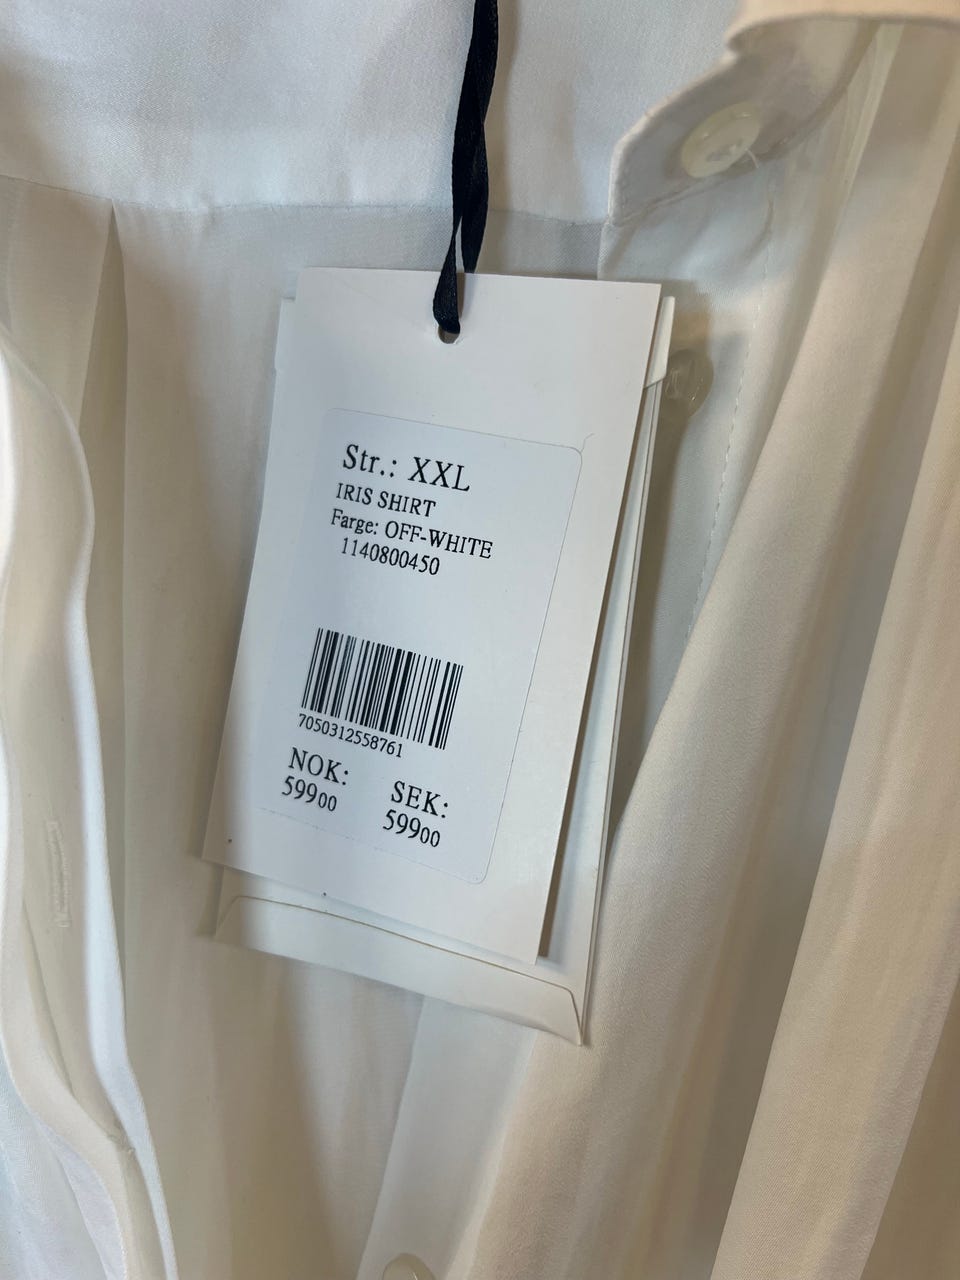 Str.: XXL
IRIS SHIRT
Farge: OFF-WHITE
1140800450
7050312558761
NOK: SEK:
59900 59900